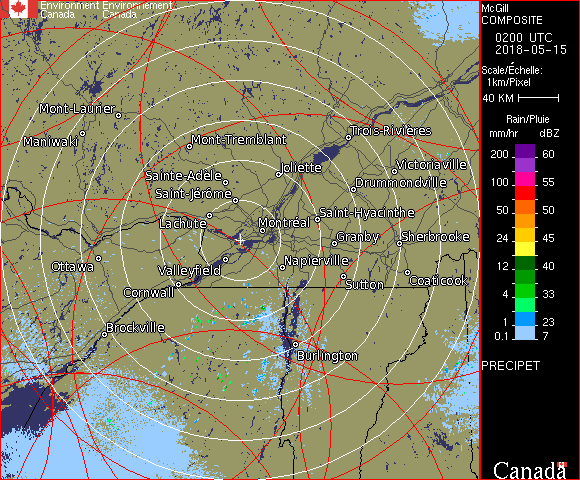 Environment Environnement
Canada Canada
McGill
COMPOSITE
0200 UTC
2018-05-15
Scale/Échelle:
1km/Pixel
40 KM
Rain/Pluie
mm/hr dBZ
200 60
100 55
75 53
50 50
24 45
12 40
4 33
1 23
0.1 7
PRECIPET
Canada
Mont-Laurier
Maniwaki
Mont-Tremblant
Trois-Rivières
Joliette
Victoriaville
Sainte-Adèle
Drummondville
Saint-Jérôme
Lachute
Saint-Hyacinthe
Montréal
Granby
Sherbrooke
Ottawa
Valleyfield
Napierville
Cornwall
Sutton
Coaticook
Brockville
Burlington